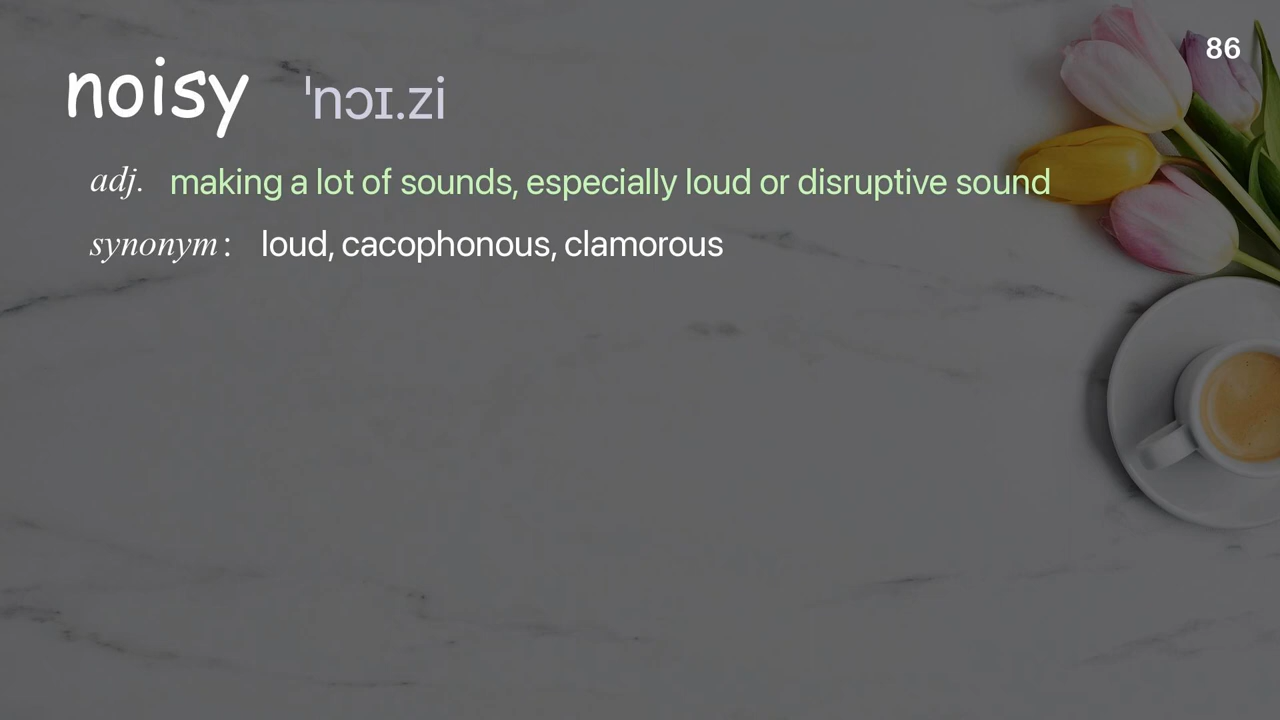 86
noisy ˈnɔɪ.zi
adj. making a lot of sounds, especially loud or disruptive sound
synonym : loud, cacophonous, clamorous